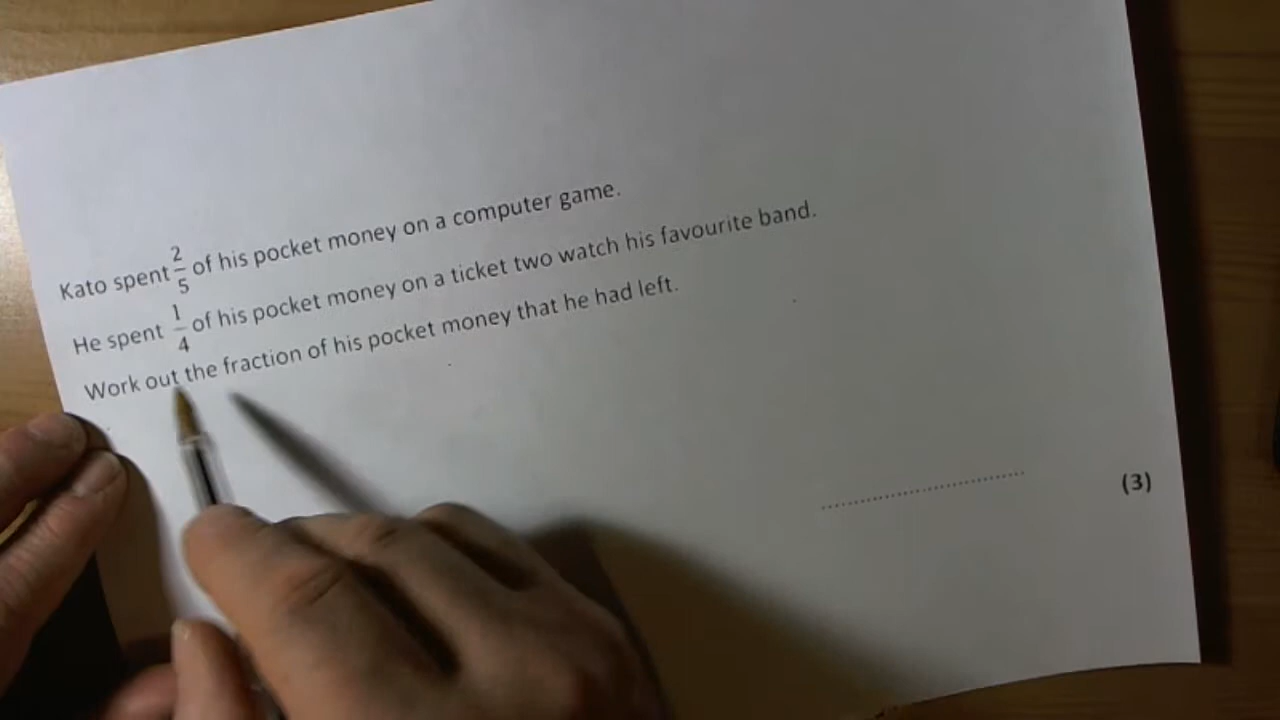 Kato spent 2/5 of his pocket money on a computer game.
He spent 1/4 of his pocket money on a ticket two watch his favourite band.
Work out the fraction of his pocket money that he had left.
(3)